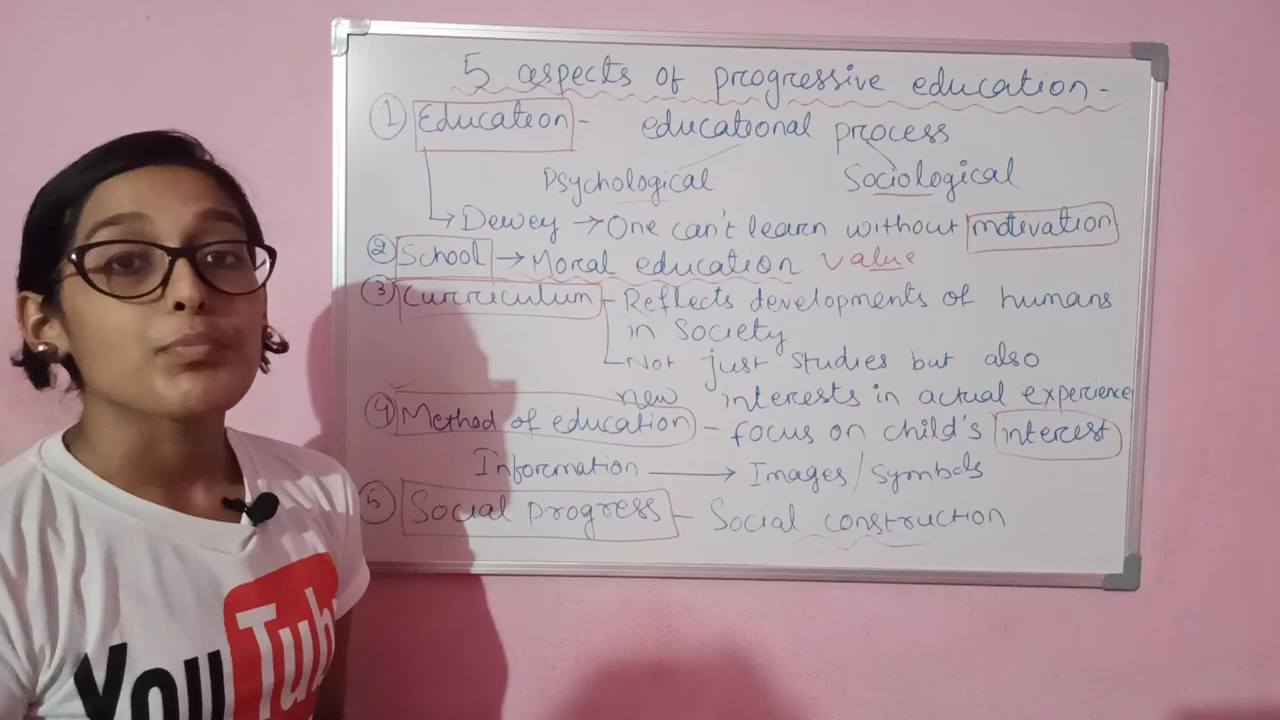 5 aspects of progressive education -
① Education - educational process
Psychological Sociological
↳ Dewey → One can't learn without motivation
② School → Moral education value
③ Curriculum - Reflects developments of humans
in Society
Not just studies but also
new interests in actual experience
④ Method of education - focus on child's interest
Information → Images / Symbols
⑤ Social progress - Social construction
YouTub